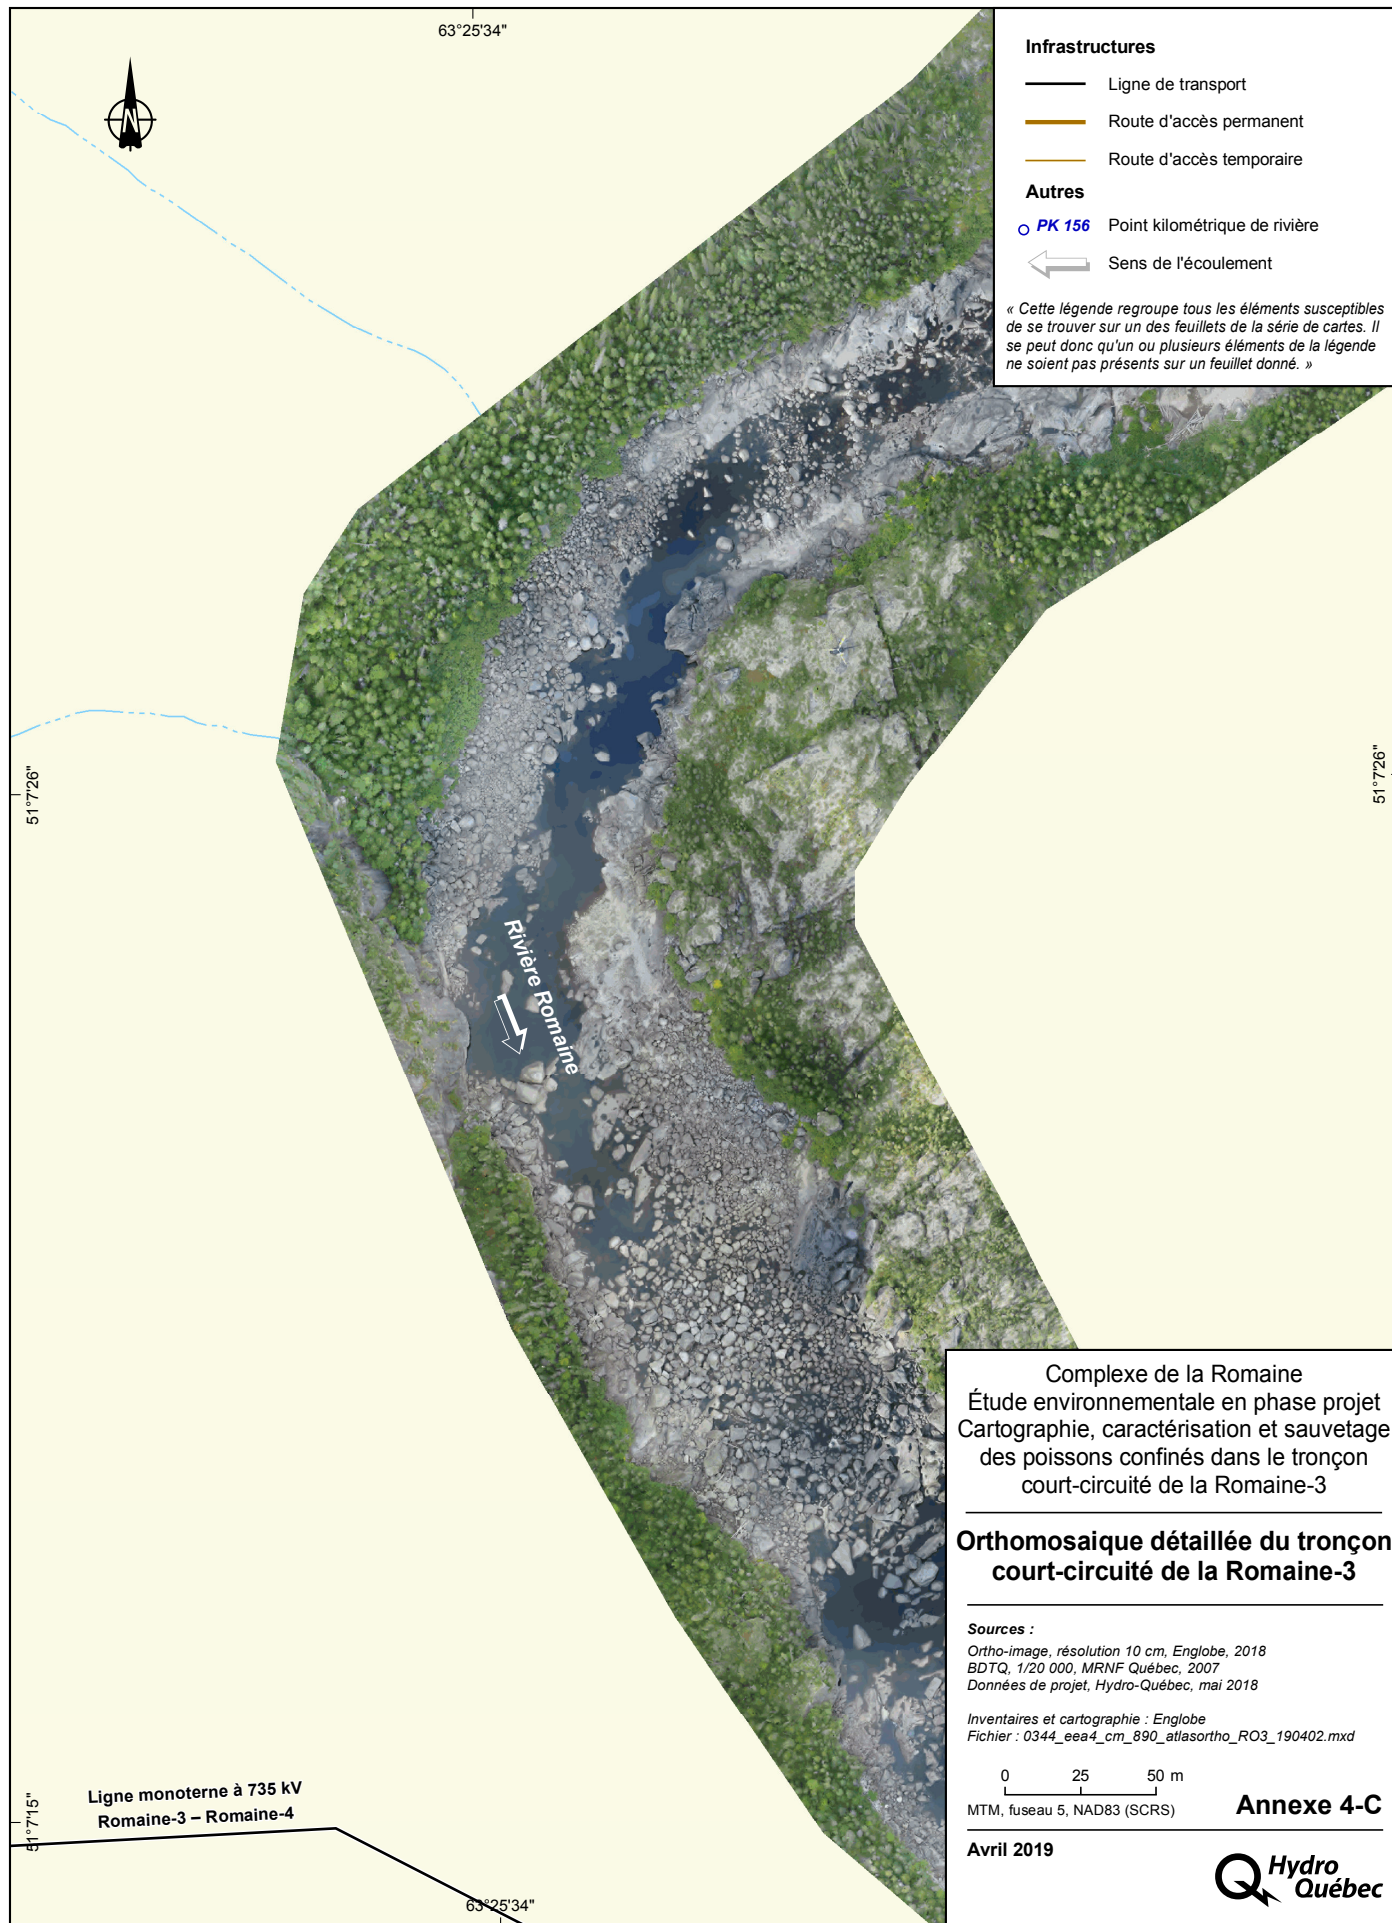 63°25'34"
N
Infrastructures
Ligne de transport
Route d'accès permanent
Route d'accès temporaire
Autres
PK 156 Point kilométrique de rivière
Sens de l'écoulement
« Cette légende regroupe tous les éléments susceptibles
de se trouver sur un des feuillets de la série de cartes. Il
se peut donc qu'un ou plusieurs éléments de la légende
ne soient pas présents sur un feuillet donné. »
51°7'26"
51°7'26"
Rivière Romaine
Complexe de la Romaine
Étude environnementale en phase projet
Cartographie, caractérisation et sauvetage
des poissons confinés dans le tronçon
court-circuité de la Romaine-3
Orthomosaique détaillée du tronçon
court-circuité de la Romaine-3
Sources :
Ortho-image, résolution 10 cm, Englobe, 2018
BDTQ, 1/20 000, MRNF Québec, 2007
Données de projet, Hydro-Québec, mai 2018
Inventaires et cartographie : Englobe
Fichier : 0344_eea4_cm_890_atlasortho_RO3_190402.mxd
0 25 50 m
MTM, fuseau 5, NAD83 (SCRS)
Annexe 4-C
Avril 2019
Hydro
Québec
Ligne monoterne à 735 kV
Romaine-3 – Romaine-4
51°7'15"
63°25'34"